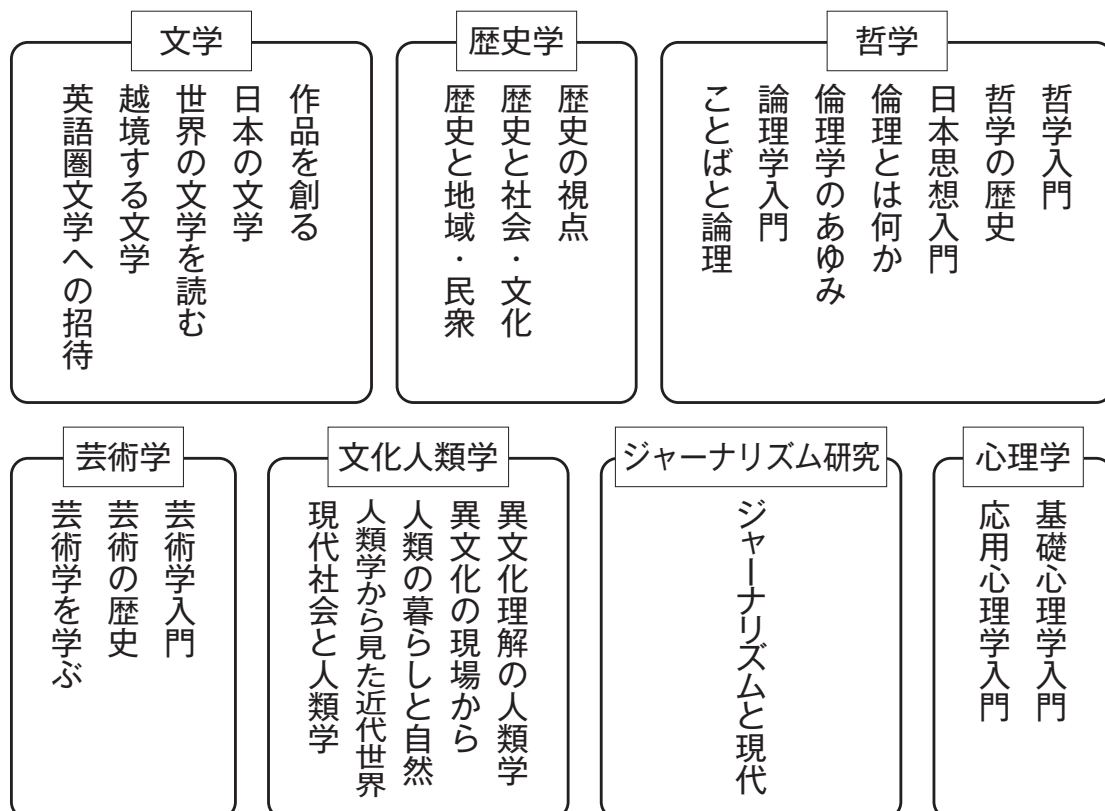 哲学
哲学入門
哲学の歴史
日本思想入門
倫理とは何か
倫理学のあゆみ
論理学入門
ことばと論理
歴史学
歴史の視点
歴史と社会・文化
歴史と地域・民衆
文学
作品を創る
日本の文学
世界の文学を読む
越境する文学
英語圏文学への招待
心理学
基礎心理学入門
応用心理学入門
ジャーナリズム研究
ジャーナリズムと現代
文化人類学
異文化理解の人類学
異文化の現場から
人類の暮らしと自然
人類学から見た近代世界
現代社会と人類学
芸術学
芸術学入門
芸術の歴史
芸術学を学ぶ